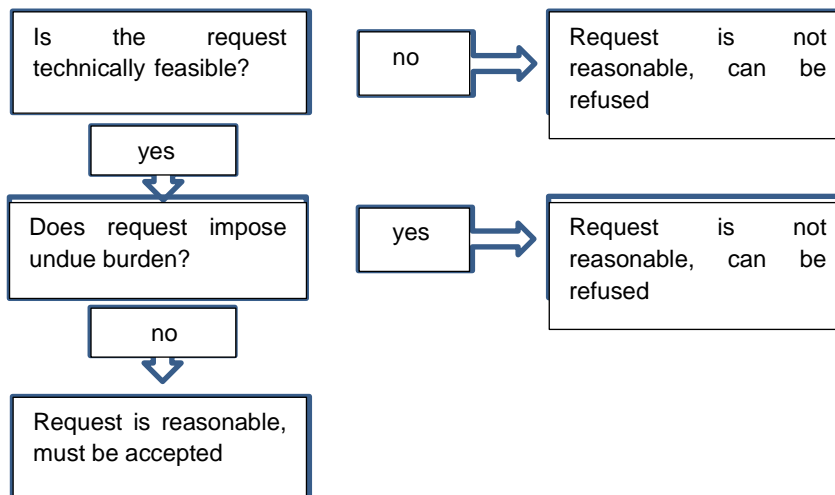 Is the request
technically feasible?
no
Request is not
reasonable, can be
refused
yes
Does request impose
undue burden?
yes
Request is not
reasonable, can be
refused
no
Request is reasonable,
must be accepted